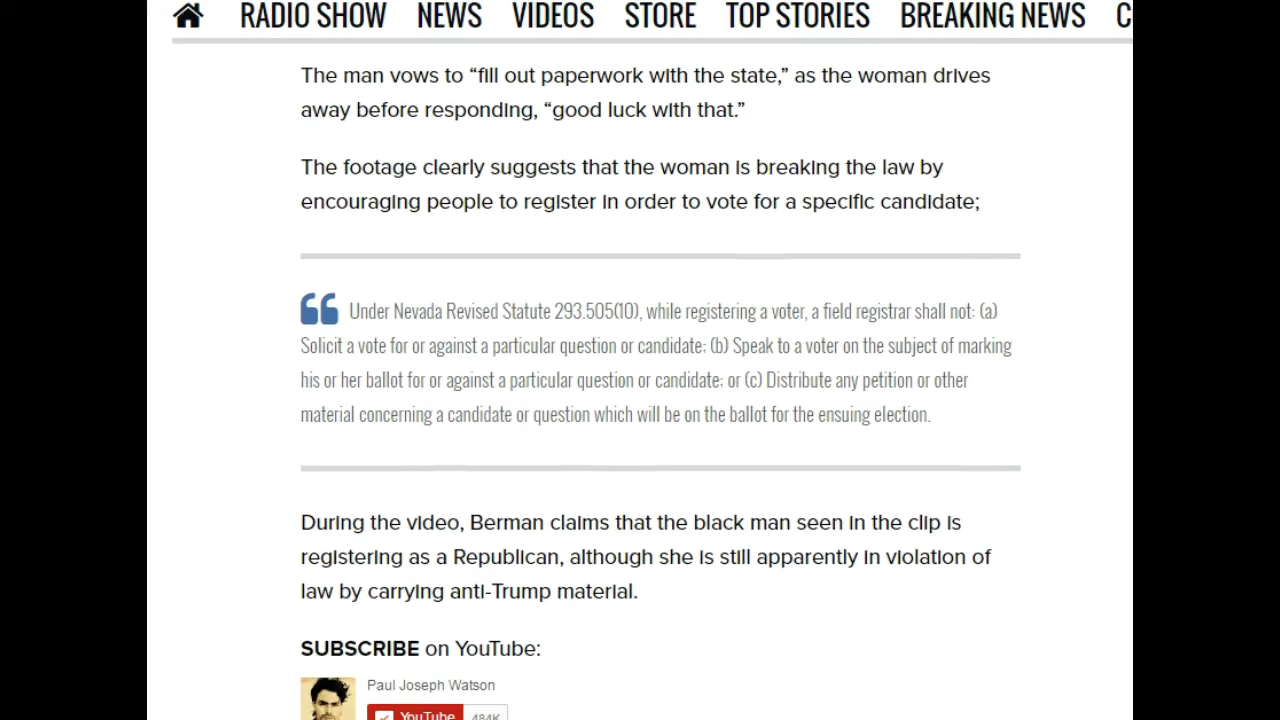 RADIO SHOW NEWS VIDEOS STORE TOP STORIES BREAKING NEWS C
The man vows to “fill out paperwork with the state,” as the woman drives
away before responding, “good luck with that.”
The footage clearly suggests that the woman is breaking the law by
encouraging people to register in order to vote for a specific candidate;
Under Nevada Revised Statute 293.505(10), while registering a voter, a field registrar shall not: (a)
Solicit a vote for or against a particular question or candidate; (b) Speak to a voter on the subject of marking
his or her ballot for or against a particular question or candidate; or (c) Distribute any petition or other
material concerning a candidate or question which will be on the ballot for the ensuing election.
During the video, Berman claims that the black man seen in the clip is
registering as a Republican, although she is still apparently in violation of
law by carrying anti-Trump material.
SUBSCRIBE on YouTube:
Paul Joseph Watson
YouTube 484K